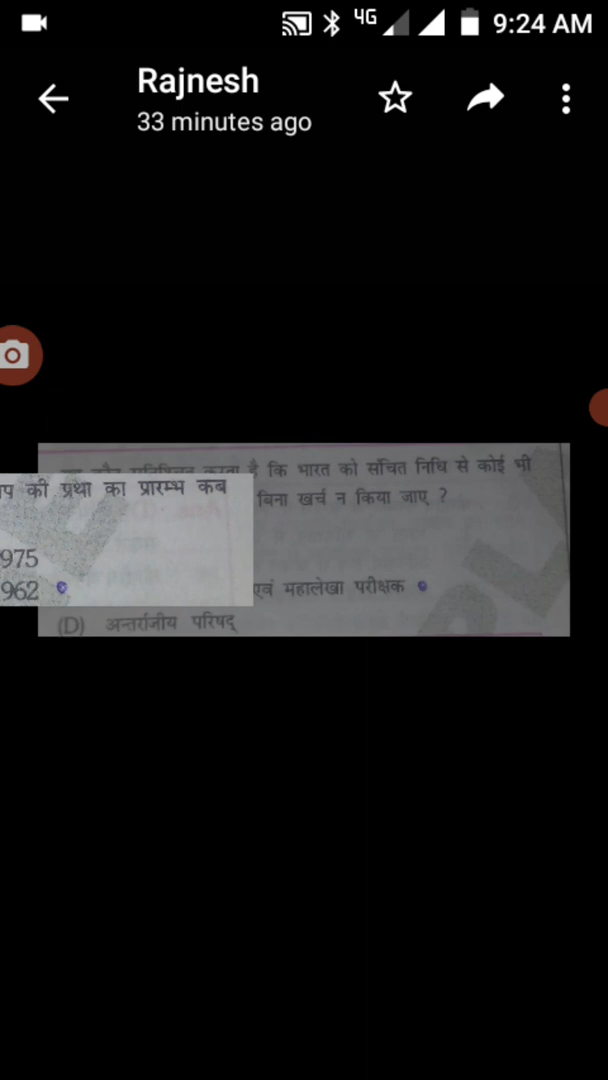 4G 9:24 AM
Rajnesh
33 minutes ago
है कि भारत को संचित निधि से कोई भी
प की प्रथा का प्रारम्भ कब
बिना खर्च न किया जाए ?
975
962
एवं महालेखा परीक्षक
(D) अन्तर्राजीय परिषद्